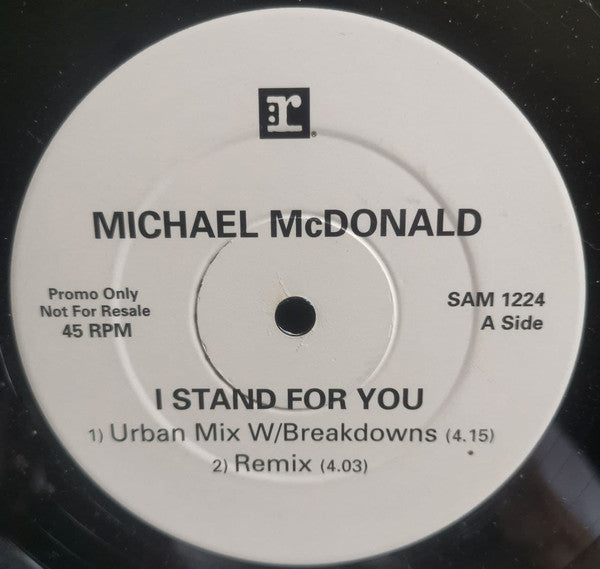 r
MICHAEL McDONALD
Promo Only
Not For Resale
45 RPM
SAM 1224
A Side
I STAND FOR YOU
1) Urban Mix W/Breakdowns (4.15)
2) Remix (4.03)